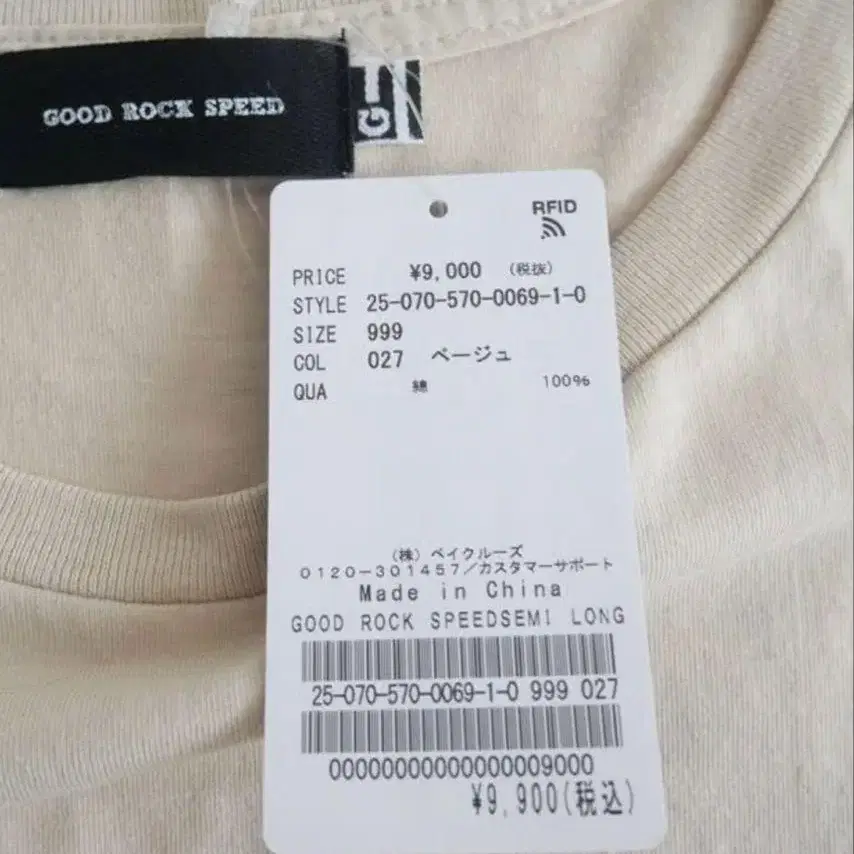 GOOD ROCK SPEED
RFID
PRICE ¥9,000 (税抜)
STYLE 25-070-570-0069-1-0
SIZE 999
COL 027 ベージュ
QUA 綿 100%
(株) ベイクルーズ
0120-301457/カスタマーサポート
Made in China
GOOD ROCK SPEEDSEMI LONG
25-070-570-0069-1-0 999 027
00000000000000009000
¥9,900(税込)